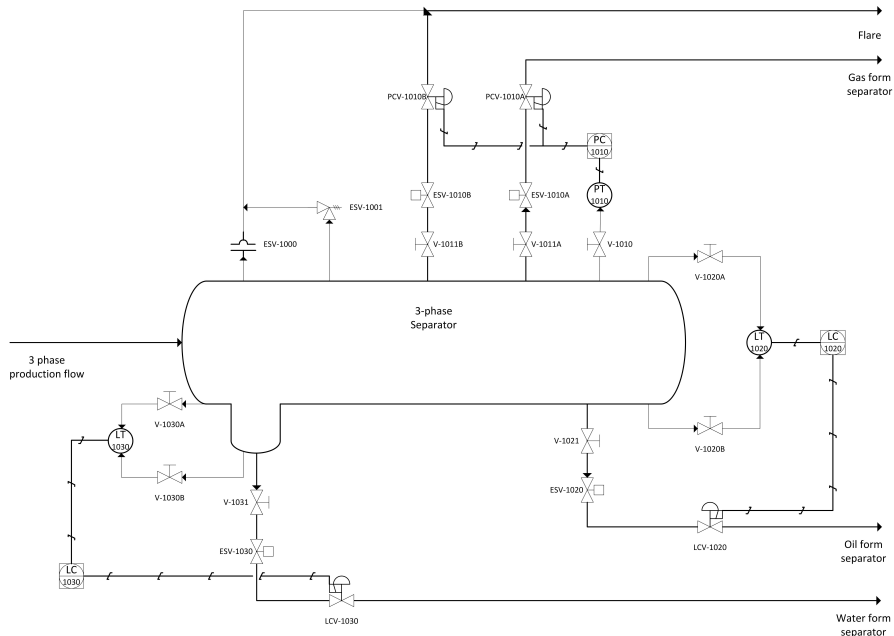 Flare
Gas form
separator
PCV-1010B
PCV-1010A
PC
1010
PT
1010
ESV-1010B
ESV-1010A
ESV-1001
ESV-1000
V-1011B
V-1011A
V-1010
V-1020A
3-phase
Separator
LT
1020
LC
1020
3 phase
production flow
V-1030A
LT
1030
V-1030B
V-1021
V-1020B
ESV-1020
V-1031
LCV-1020
Oil form
separator
ESV-1030
LC
1030
LCV-1030
Water form
separator